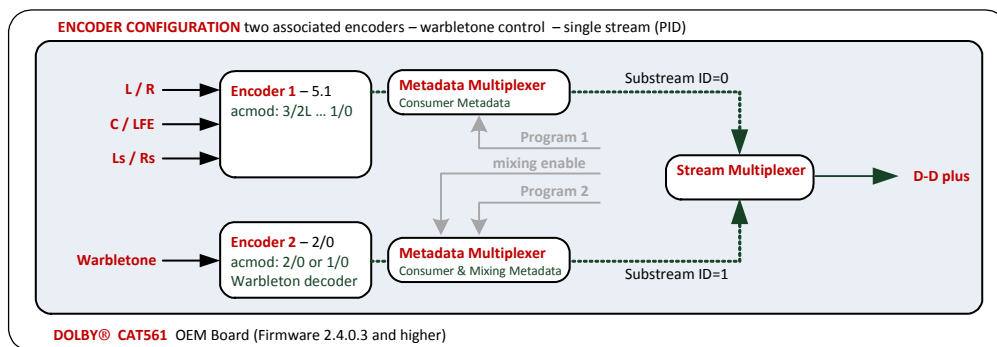 ENCODER CONFIGURATION two associated encoders – warbletone control – single stream (PID)
L / R
C / LFE
Ls / Rs
Encoder 1 – 5.1
acmod: 3/2L ... 1/0
Metadata Multiplexer
Consumer Metadata
Substream ID=0
Program 1
mixing enable
Program 2
Stream Multiplexer
D-D plus
Warbletone
Encoder 2 – 2/0
acmod: 2/0 or 1/0
Warbleton decoder
Metadata Multiplexer
Consumer & Mixing Metadata
Substream ID=1
DOLBY® CAT561 OEM Board (Firmware 2.4.0.3 and higher)